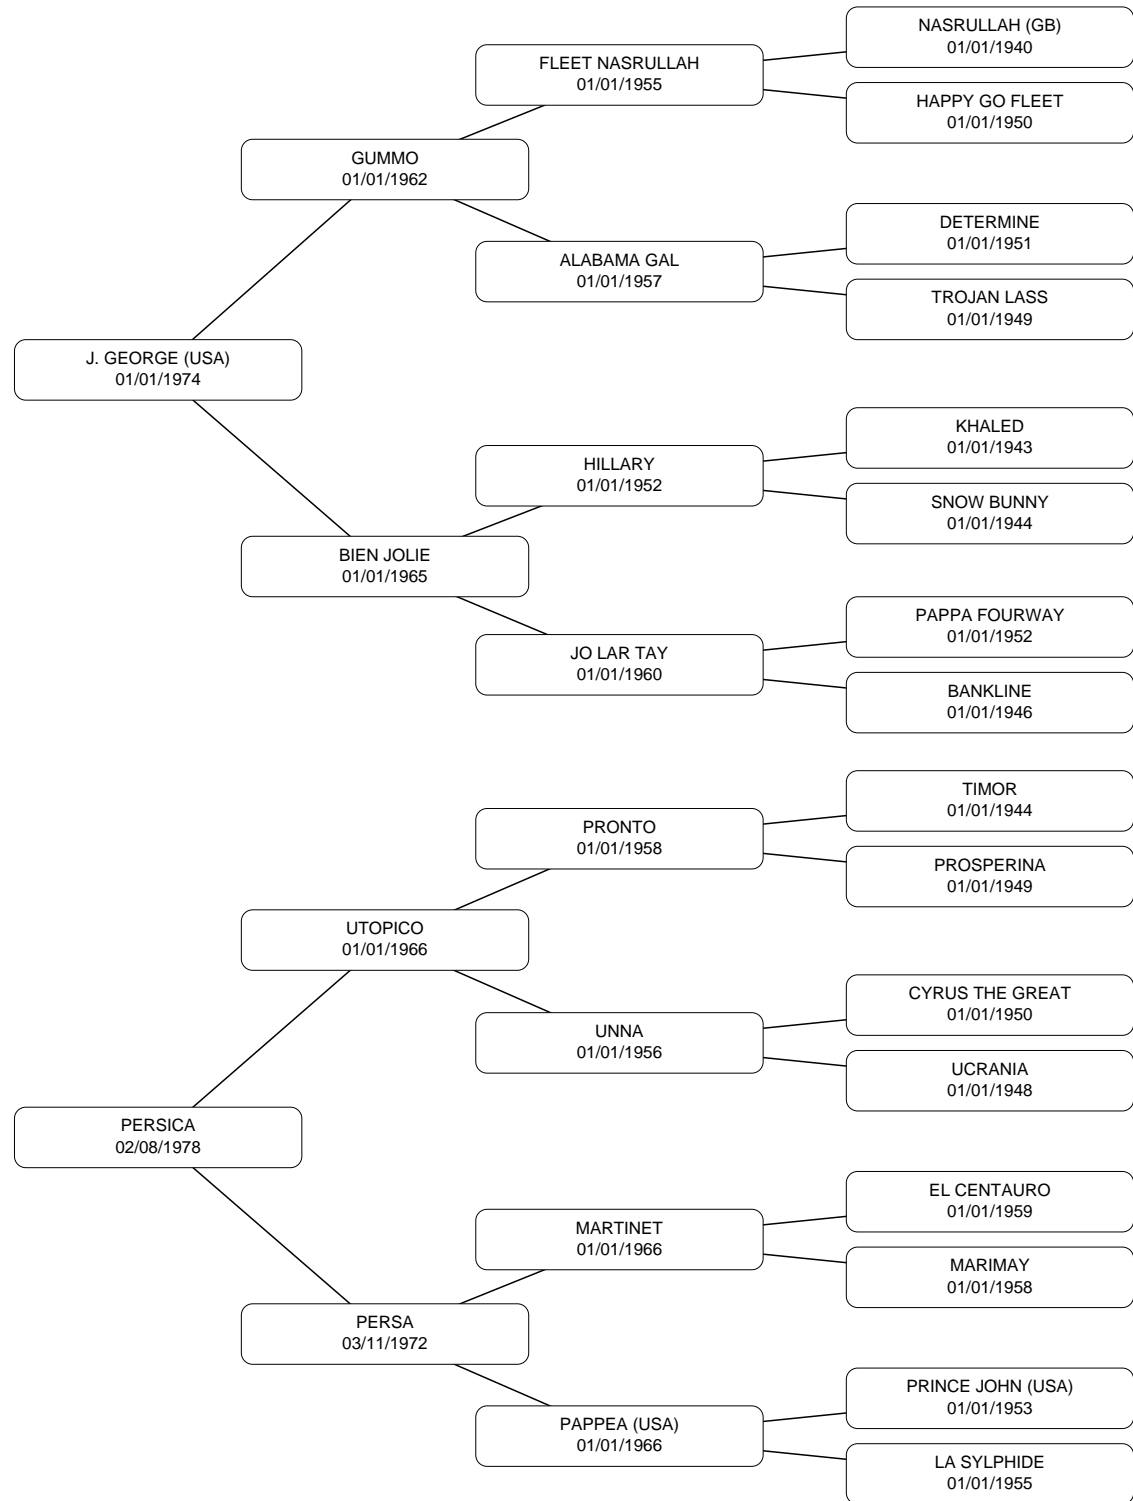 NASRULLAH (GB)
01/01/1940
FLEET NASRULLAH
01/01/1955
HAPPY GO FLEET
01/01/1950
GUMMO
01/01/1962
DETERMINE
01/01/1951
ALABAMA GAL
01/01/1957
TROJAN LASS
01/01/1949
J. GEORGE (USA)
01/01/1974
KHALED
01/01/1943
HILLARY
01/01/1952
SNOW BUNNY
01/01/1944
BIEN JOLIE
01/01/1965
PAPPA FOURWAY
01/01/1952
JO LAR TAY
01/01/1960
BANKLINE
01/01/1946
TIMOR
01/01/1944
PRONTO
01/01/1958
PROSPERINA
01/01/1949
UTOPICO
01/01/1966
CYRUS THE GREAT
01/01/1950
UNNA
01/01/1956
UCRANIA
01/01/1948
PERSICA
02/08/1978
EL CENTAURO
01/01/1959
MARTINET
01/01/1966
MARIMAY
01/01/1958
PERSA
03/11/1972
PRINCE JOHN (USA)
01/01/1953
PAPPEA (USA)
01/01/1966
LA SYLPHIDE
01/01/1955